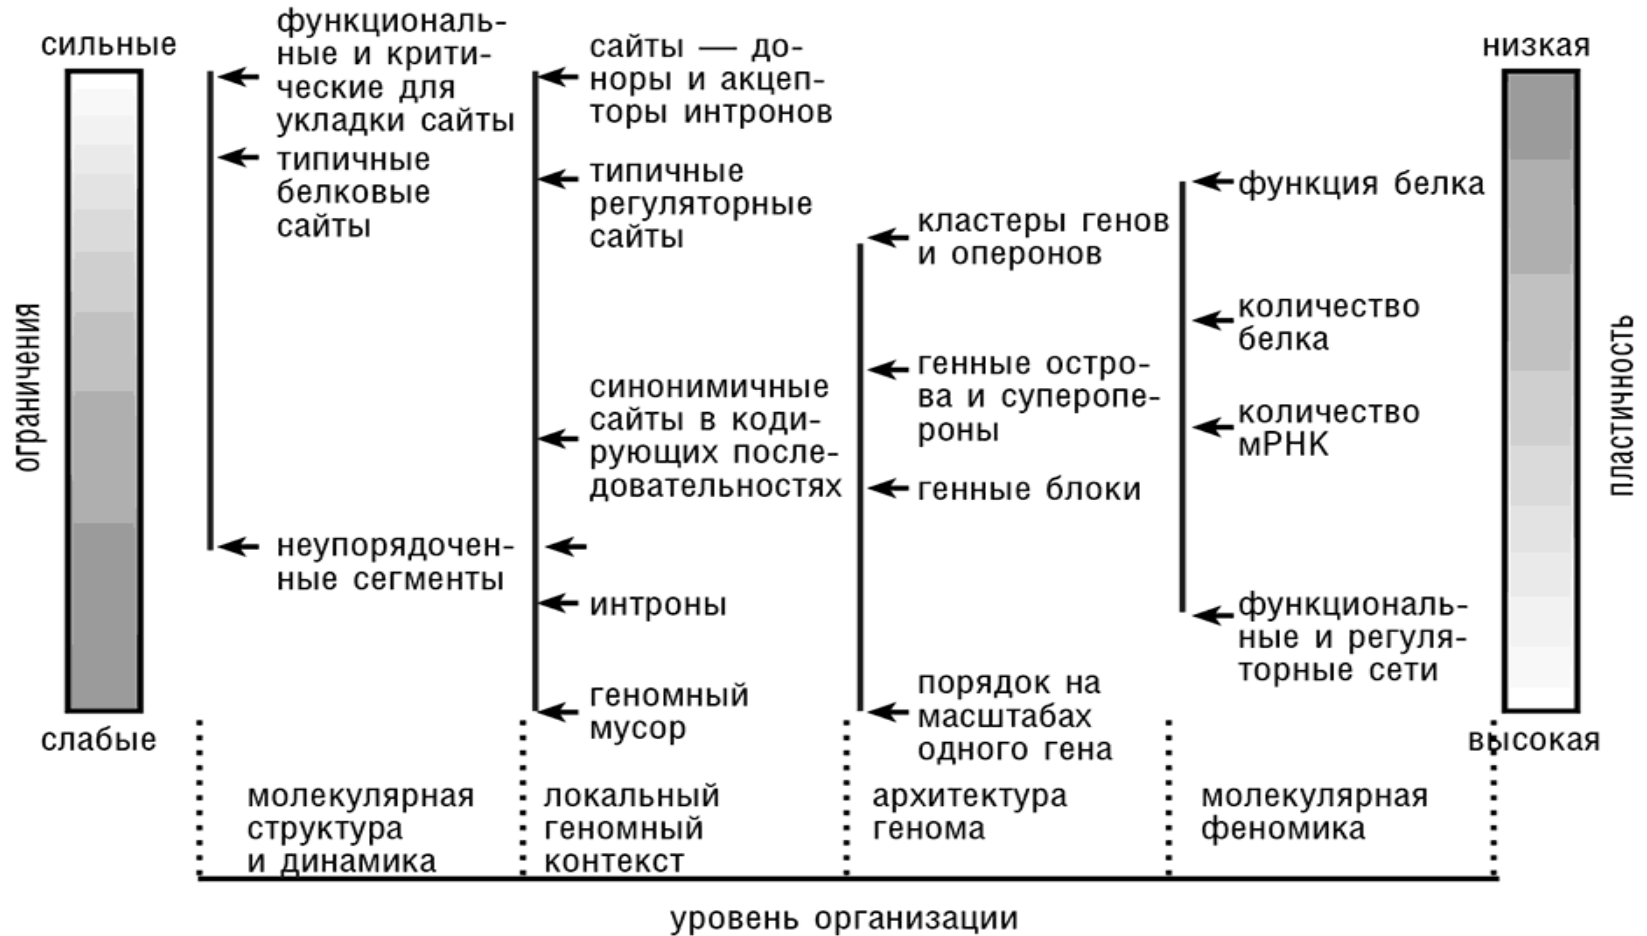 сильные
ограничения
слабые
функциональ-
ные и крити-
ческие для
укладки сайты
типичные
белковые
сайты
неупорядочен-
ные сегменты
сайты — до-
норы и акцеп-
торы интронов
типичные
регуляторные
сайты
синонимичные
сайты в коди-
рующих после-
довательностях
интроны
геномный
мусор
кластеры генов
и оперонов
генные остро-
ва и суперопе-
роны
генные блоки
порядок на
масштабах
одного гена
функция белка
количество
белка
количество
мРНК
функциональ-
ные и регуля-
торные сети
низкая
пластичность
высокая
молекулярная
структура
и динамика
локальный
геномный
контекст
архитектура
генома
молекулярная
феномика
уровень организации